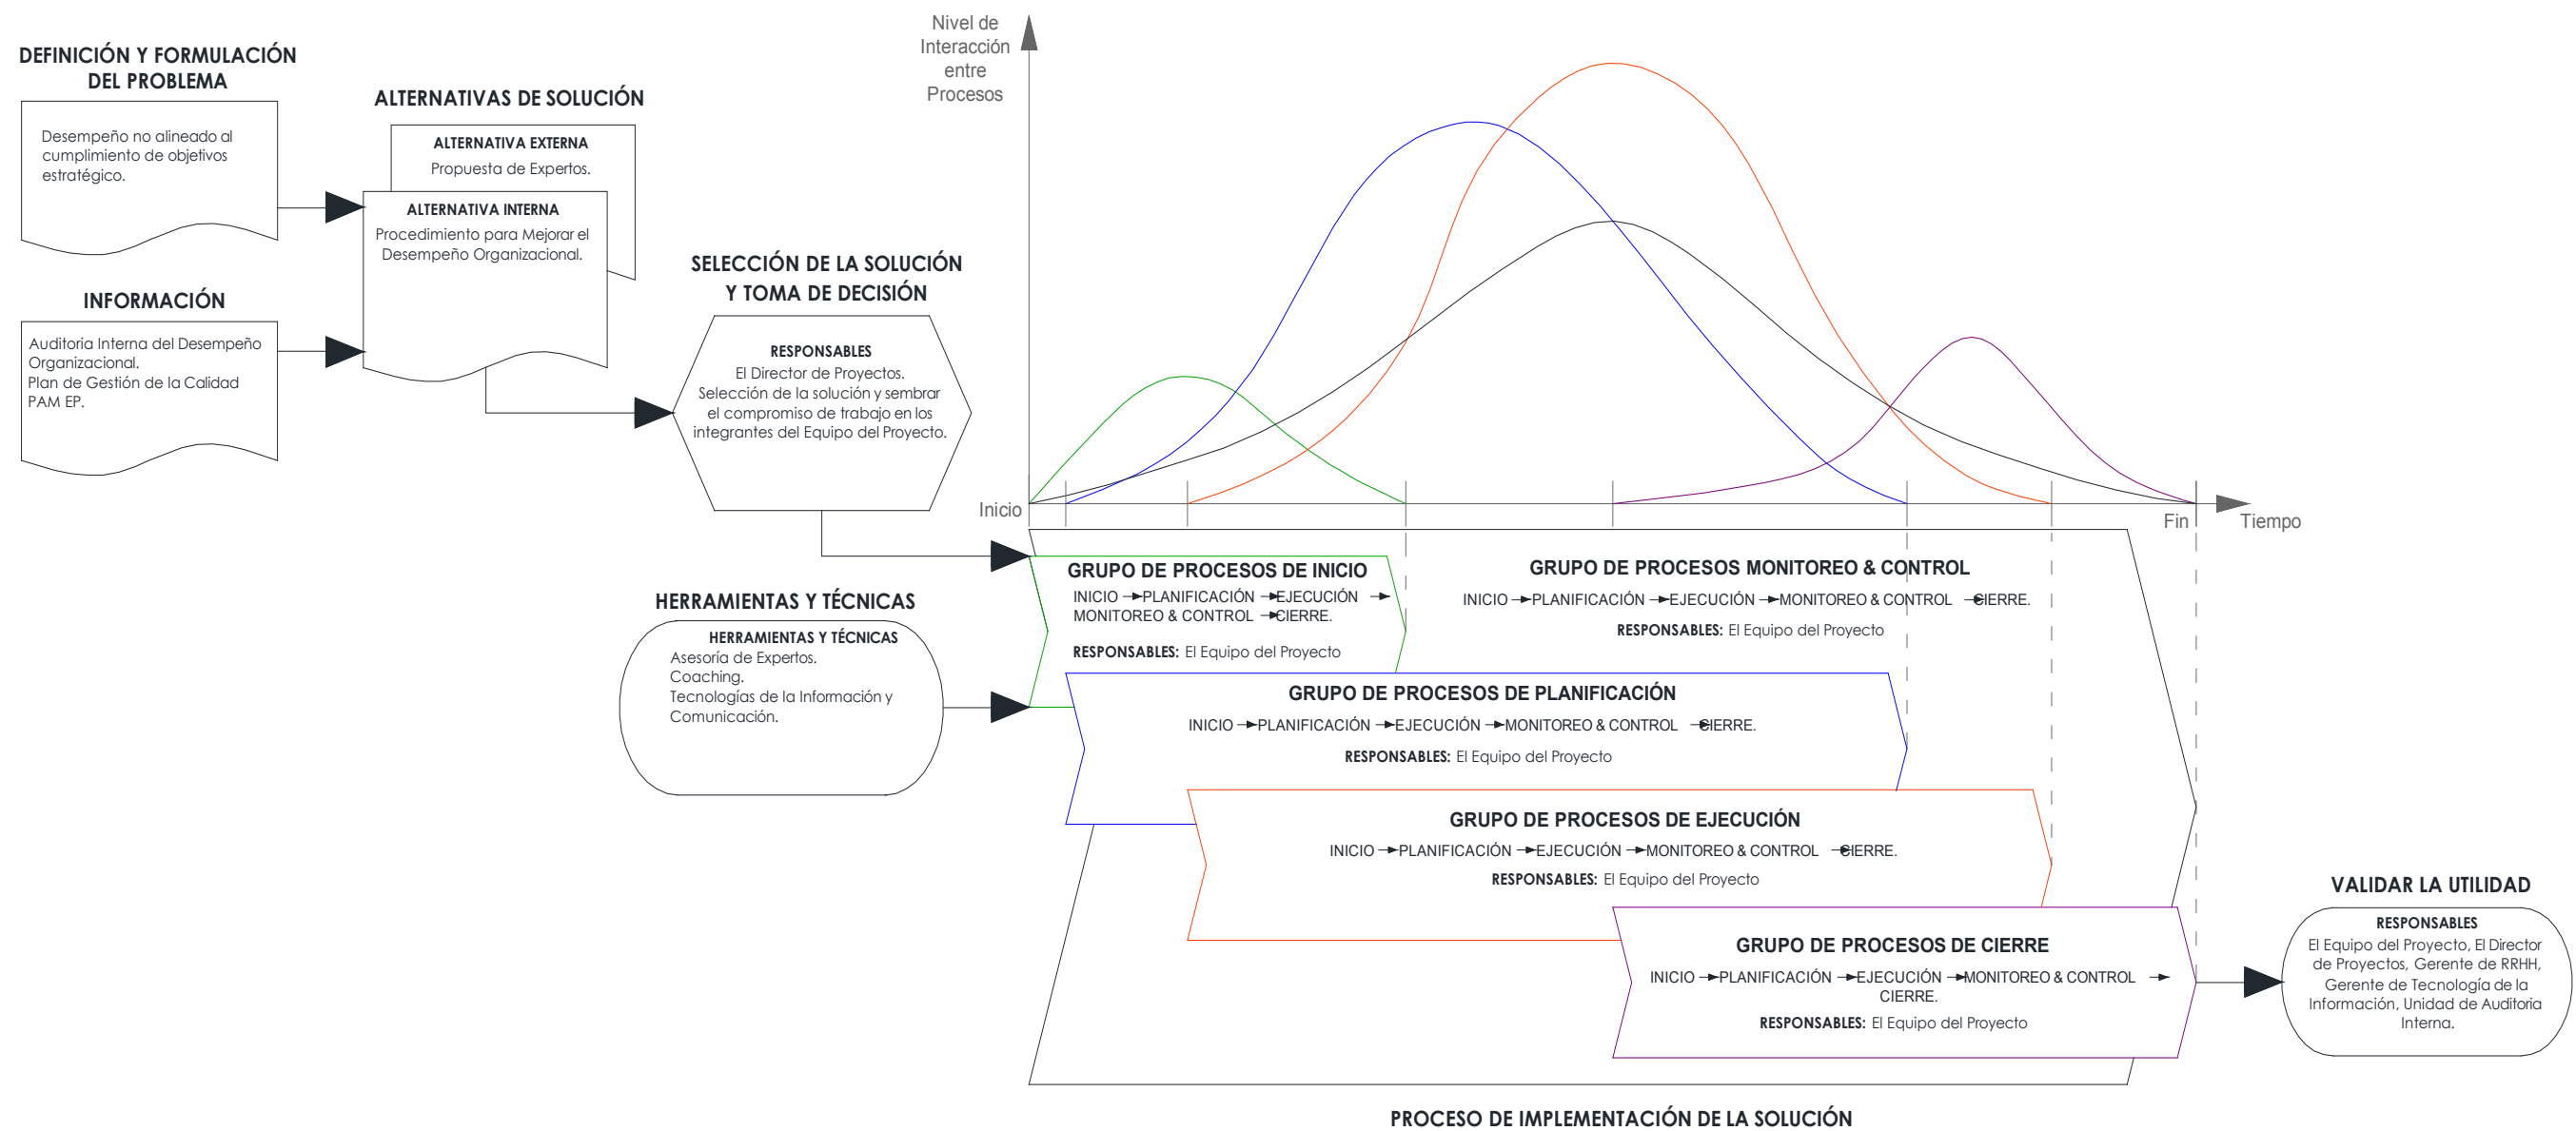 DEFINICIÓN Y FORMULACIÓN
DEL PROBLEMA
Desempeño no alineado al
cumplimiento de objetivos
estratégico.
INFORMACIÓN
Auditoria Interna del Desempeño
Organizacional.
Plan de Gestión de la Calidad
PAM EP.
ALTERNATIVAS DE SOLUCIÓN
ALTERNATIVA EXTERNA
Propuesta de Expertos.
ALTERNATIVA INTERNA
Procedimiento para Mejorar el
Desempeño Organizacional.
SELECCIÓN DE LA SOLUCIÓN
Y TOMA DE DECISIÓN
RESPONSABLES
El Director de Proyectos.
Selección de la solución y sembrar
el compromiso de trabajo en los
integrantes del Equipo del Proyecto.
HERRAMIENTAS Y TÉCNICAS
HERRAMIENTAS Y TÉCNICAS
Asesoría de Expertos.
Coaching.
Tecnologías de la Información y
Comunicación.
Nivel de
Interacción
entre
Procesos
Inicio
Fin
Tiempo
GRUPO DE PROCESOS DE INICIO
INICIO PLANIFICACIÓN EJECUCIÓN
MONITOREO & CONTROL CIERRE.
RESPONSABLES: El Equipo del Proyecto
GRUPO DE PROCESOS MONITOREO & CONTROL
INICIO PLANIFICACIÓN EJECUCIÓN MONITOREO & CONTROL CIERRE.
RESPONSABLES: El Equipo del Proyecto
GRUPO DE PROCESOS DE PLANIFICACIÓN
INICIO PLANIFICACIÓN EJECUCIÓN MONITOREO & CONTROL CIERRE.
RESPONSABLES: El Equipo del Proyecto
GRUPO DE PROCESOS DE EJECUCIÓN
INICIO PLANIFICACIÓN EJECUCIÓN MONITOREO & CONTROL CIERRE.
RESPONSABLES: El Equipo del Proyecto
GRUPO DE PROCESOS DE CIERRE
INICIO PLANIFICACIÓN EJECUCIÓN MONITOREO & CONTROL
CIERRE.
RESPONSABLES: El Equipo del Proyecto
VALIDAR LA UTILIDAD
RESPONSABLES
El Equipo del Proyecto, El Director
de Proyectos, Gerente de RRHH,
Gerente de Tecnología de la
Información, Unidad de Auditoria
Interna.
PROCESO DE IMPLEMENTACIÓN DE LA SOLUCIÓN